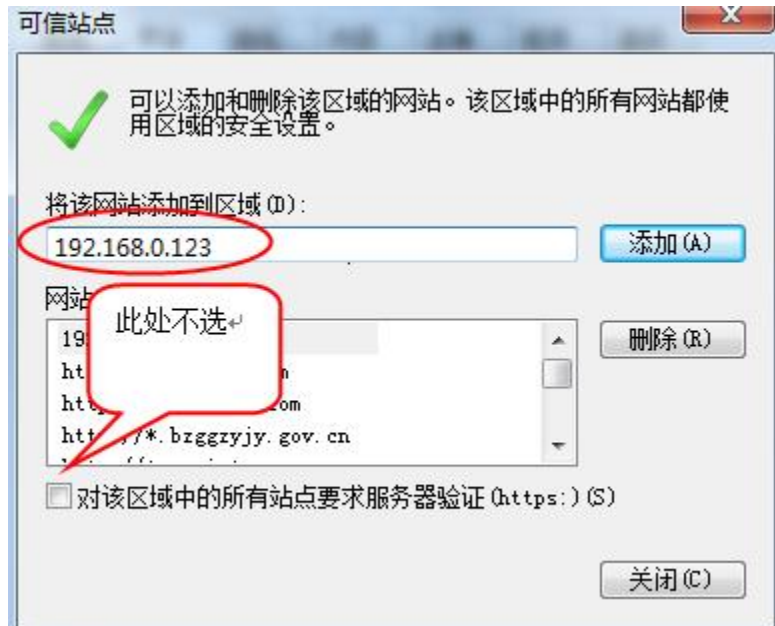 可信站点
可以添加和删除该区域的网站。该区域中的所有网站都使
用区域的安全设置。
将该网站添加到区域(D):
192.168.0.123
添加(A)
网站
此处不选
删除(R)
http://*.bzggzyjy.gov.cn
对该区域中的所有站点要求服务器验证(https:)(S)
关闭(C)